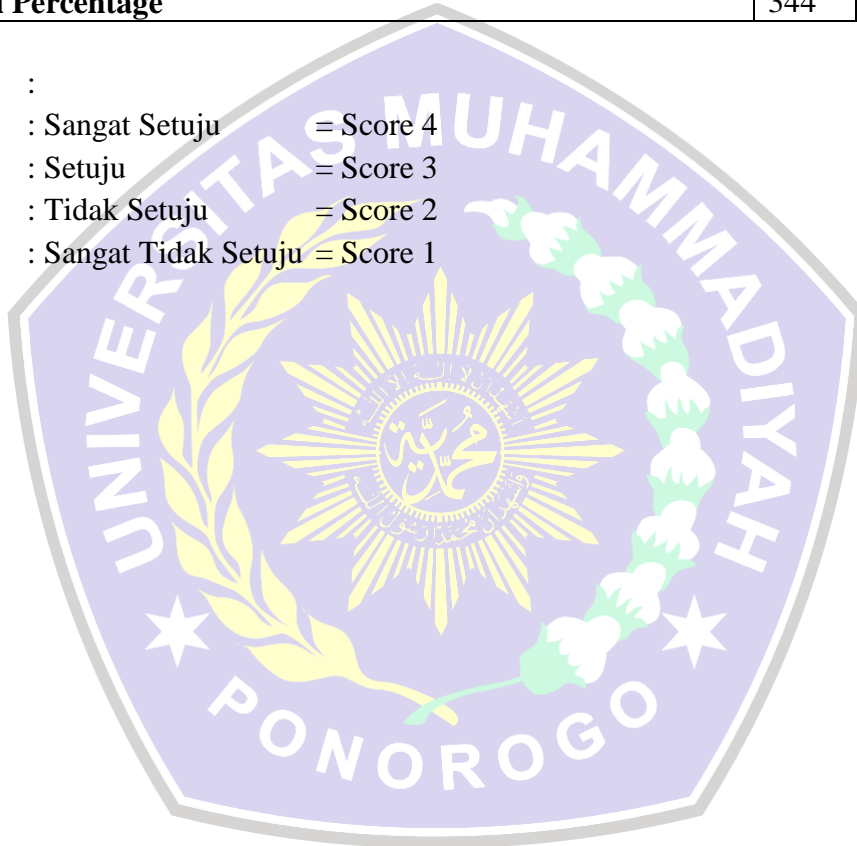 Percentage 344
:
: Sangat Setuju = Score 4
: Setuju = Score 3
: Tidak Setuju = Score 2
: Sangat Tidak Setuju = Score 1
UNIVERSITAS MUHAMMADIYAH
محمدية
PONOROGO